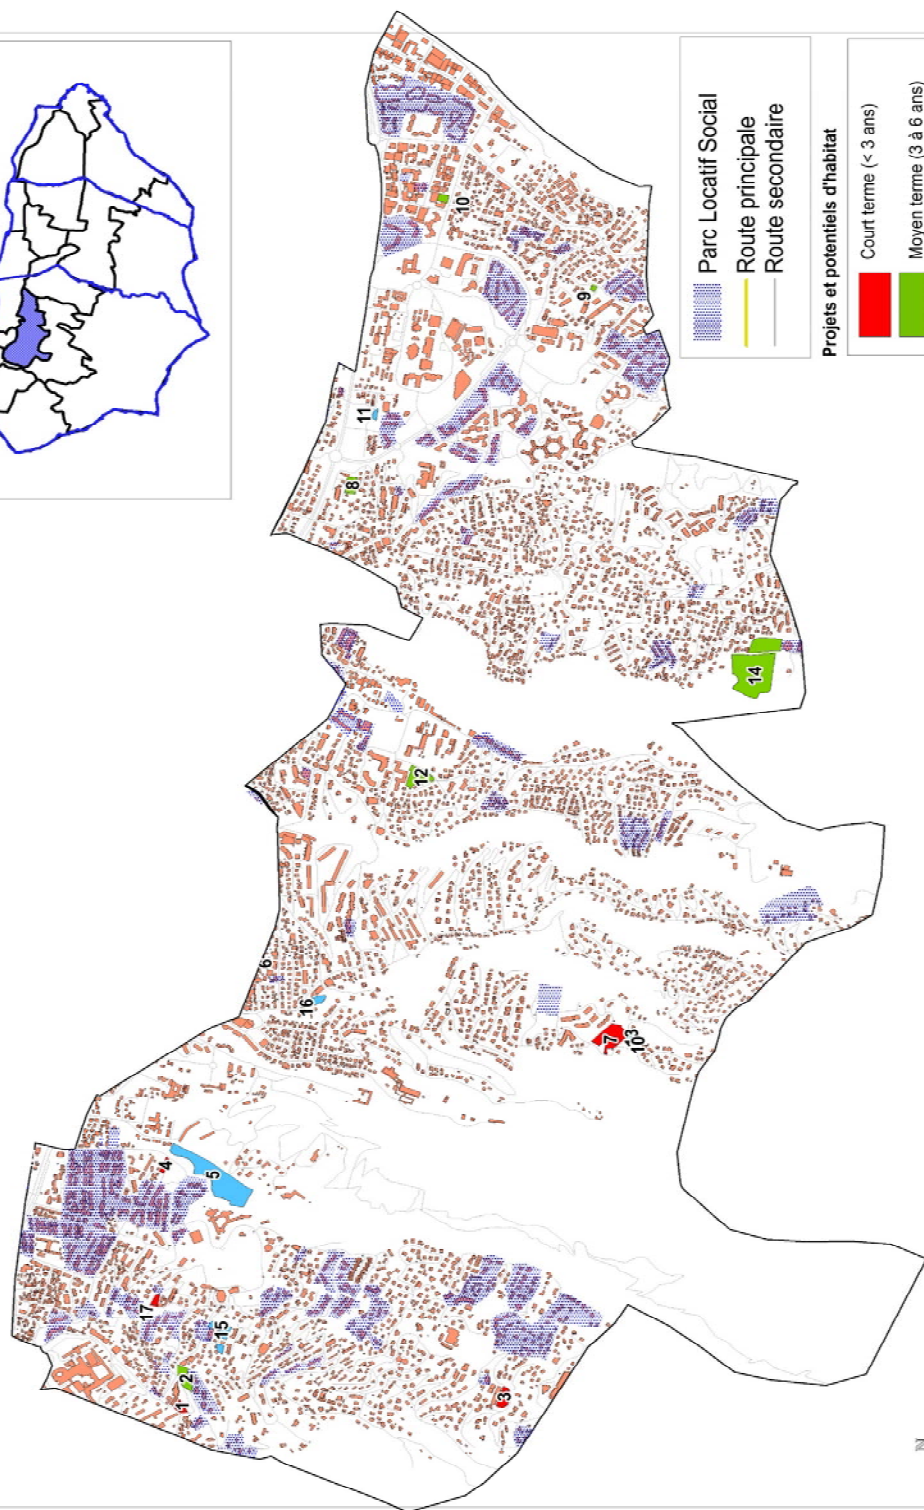 Parc Locatif Social
Route principale
Route secondaire
Projets et potentiels d'habitat
Court terme (< 3 ans)
Moyen terme (3 à 6 ans)
10
9
11
8
14
12
6
16
7
103
4
5
17
15
2
1
3
N